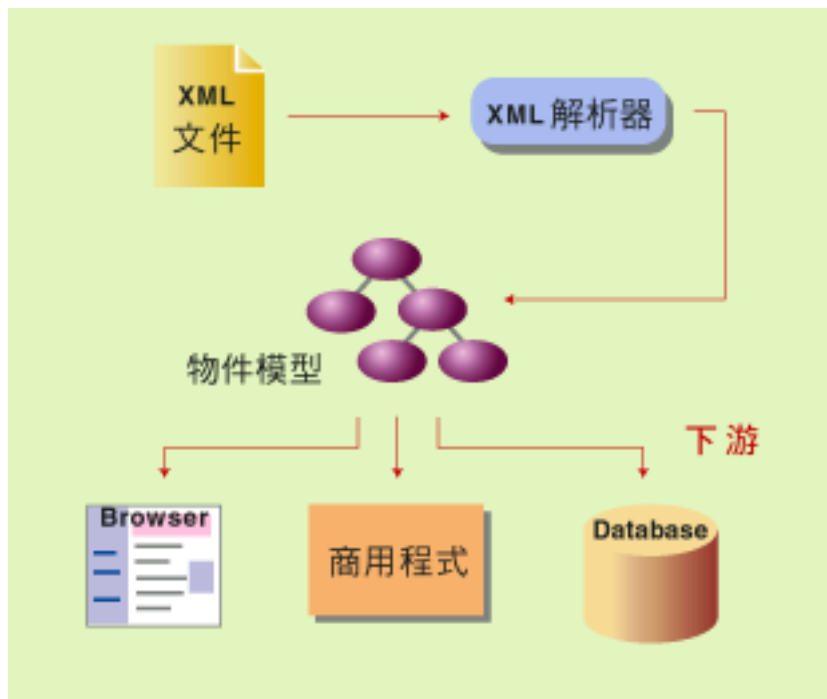 XML
文件
XML 解析器
物件模型
下游
Browser
商用程式
Database